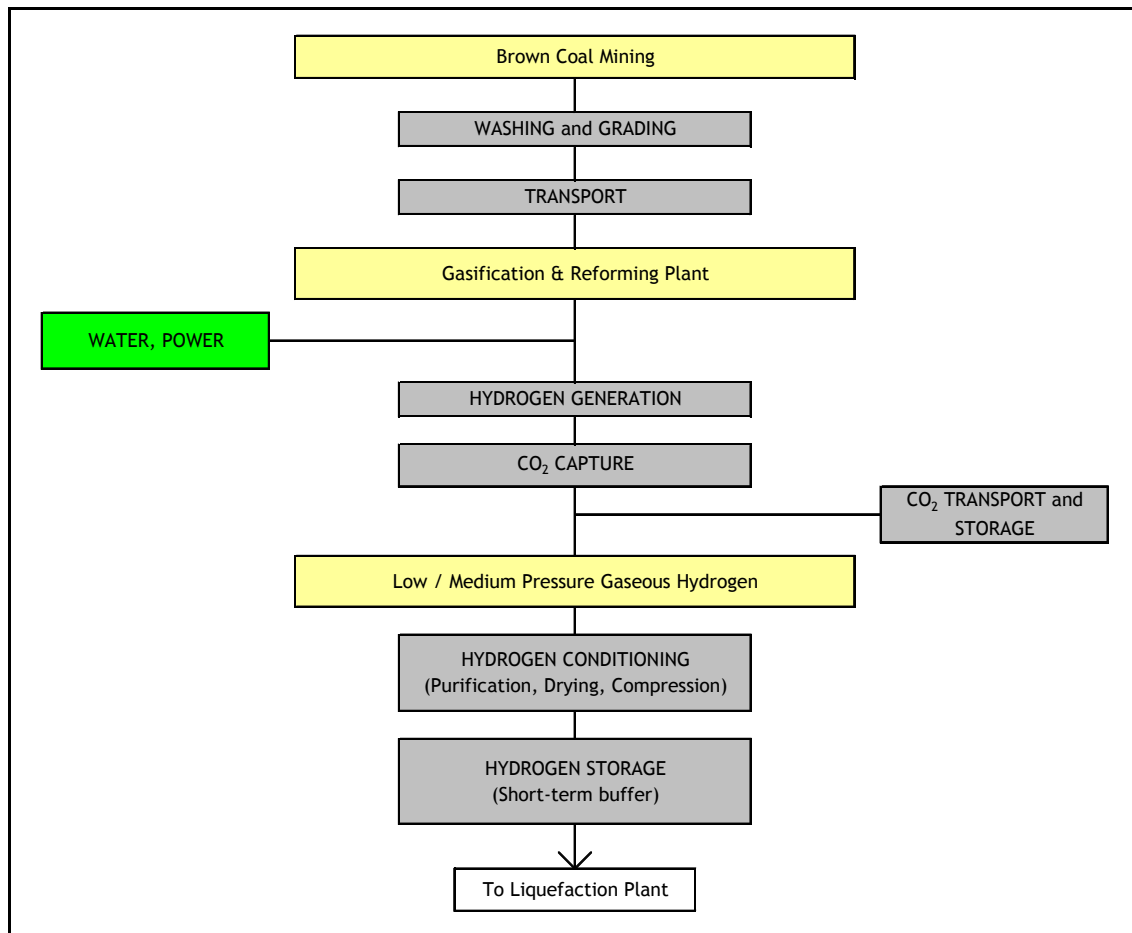 Brown Coal Mining
WASHING and GRADING
TRANSPORT
Gasification & Reforming Plant
WATER, POWER
HYDROGEN GENERATION
CO₂ CAPTURE
CO₂ TRANSPORT and
STORAGE
Low / Medium Pressure Gaseous Hydrogen
HYDROGEN CONDITIONING
(Purification, Drying, Compression)
HYDROGEN STORAGE
(Short-term buffer)
To Liquefaction Plant